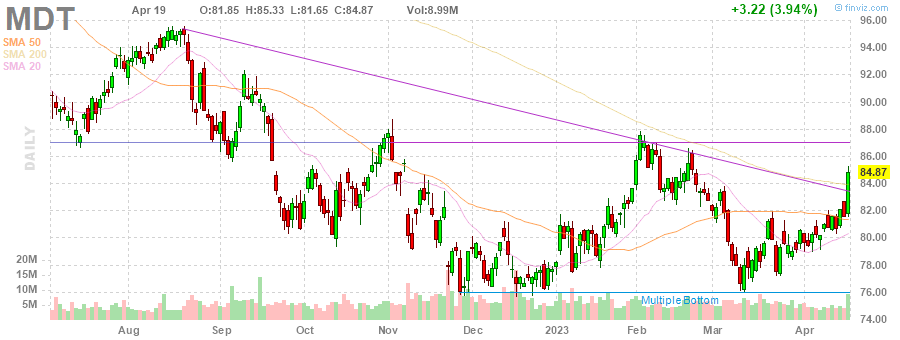 MDT Apr 19 O:81.85 H:85.33 L:81.65 C:84.87 Vol:8.99M +3.22 (3.94%) © finviz.com
SMA 50
SMA 200
SMA 20
DAILY
96.00
94.00
92.00
90.00
88.00
86.00
84.87
84.00
82.00
80.00
78.00
76.00
74.00
20M
15M
10M
5M
Multiple Bottom
Aug Sep Oct Nov Dec 2023 Feb Mar Apr